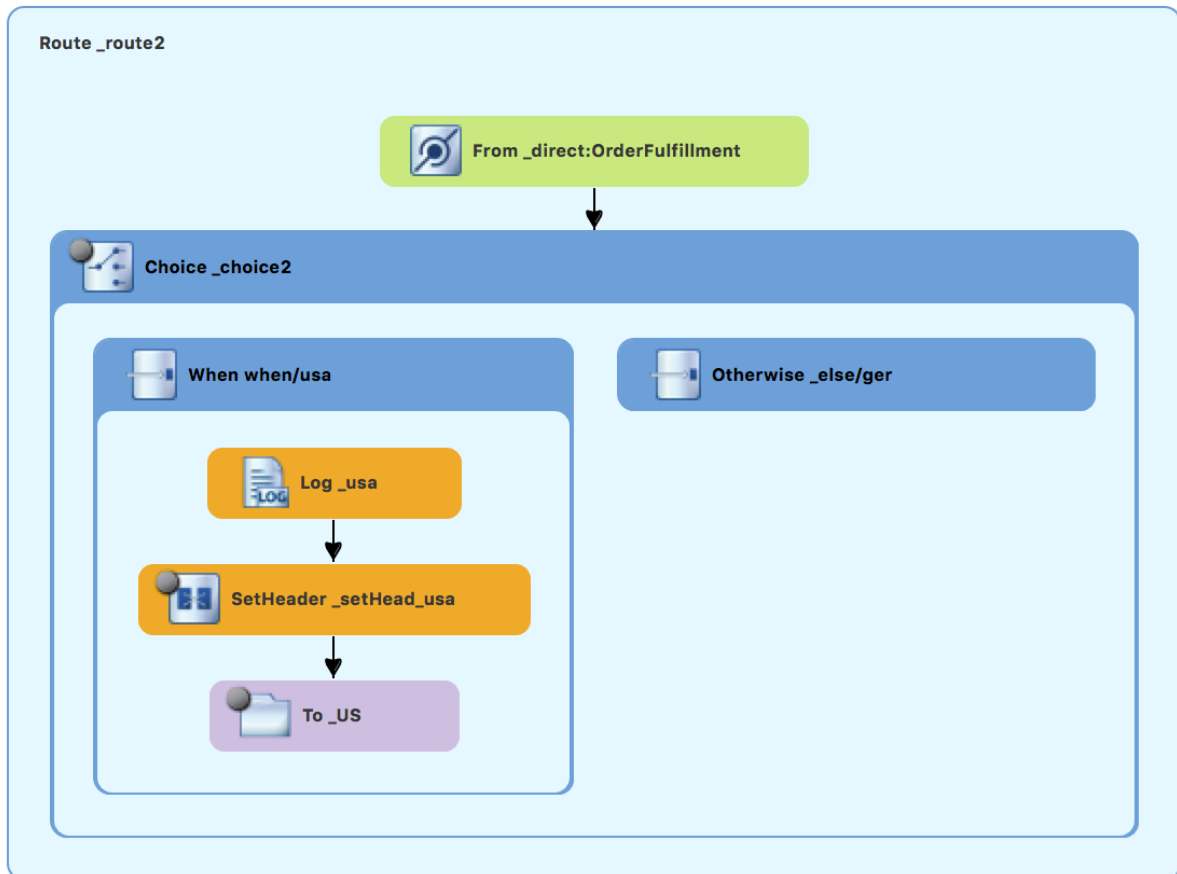 Route _route2
From _direct:OrderFulfillment
Choice _choice2
When when/usa
Otherwise _else/ger
Log _usa
LOG
SetHeader _setHead_usa
To _US